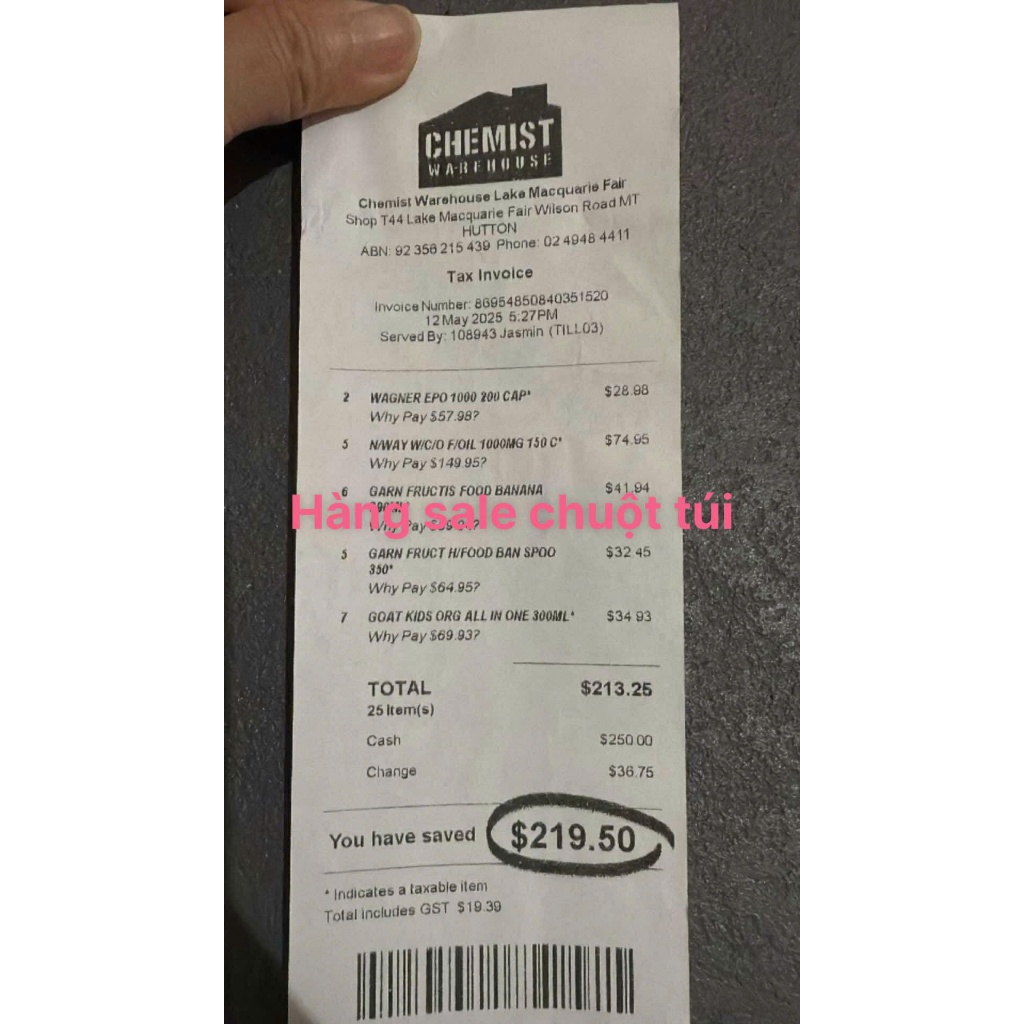 CHEMIST
WAREHOUSE
Chemist Warehouse Lake Macquarie Fair
Shop T44 Lake Macquarie Fair Wilson Road MT
HUTTON
ABN: 92 356 215 439 Phone: 02 4948 4411
Tax Invoice
Invoice Number: 86954850840351520
12 May 2025 5:27PM
Served By: 108943 Jasmin (TILL03)
2 WAGNER EPO 1000 200 CAP* $28.98
Why Pay $57.98?
5 N/WAY W/C/O F/OIL 1000MG 150 C* $74.95
Why Pay $149.95?
6 GARN FRUCTIS FOOD BANANA $41.94
Hàng sale chuột túi
Why Pay
5 GARN FRUCT H/FOOD BAN SPOO $32.45
350*
Why Pay $64.95?
7 GOAT KIDS ORG ALL IN ONE 300ML* $34.93
Why Pay $69.93?
TOTAL $213.25
25 Item(s)
Cash $250.00
Change $36.75
You have saved $219.50
* Indicates a taxable item
Total includes GST $19.39